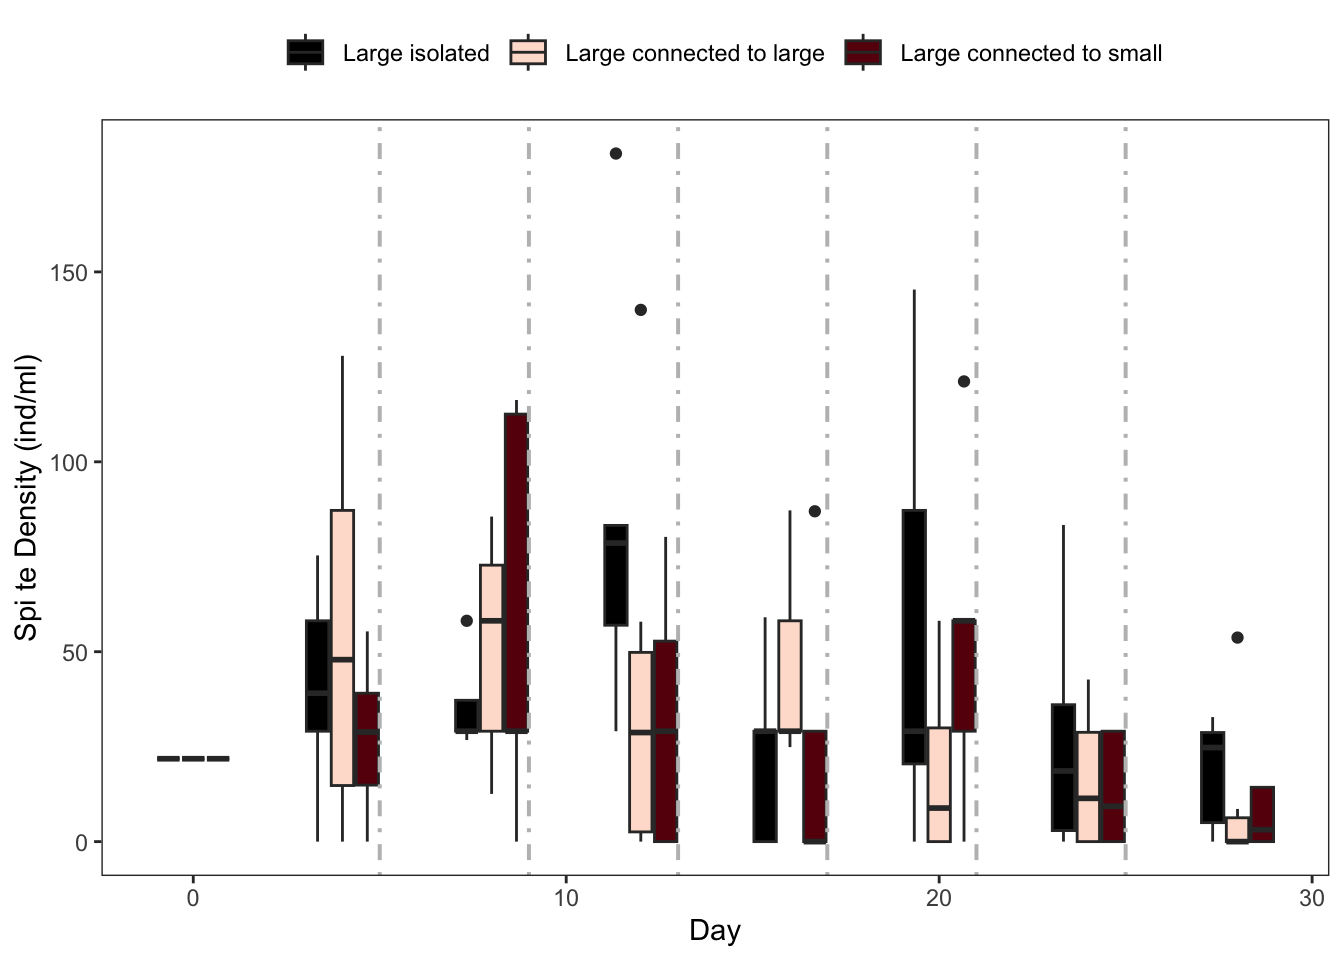 Large isolated Large connected to large Large connected to small
Spi te Density (ind/ml)
150
100
50
0
0 10 20 30
Day